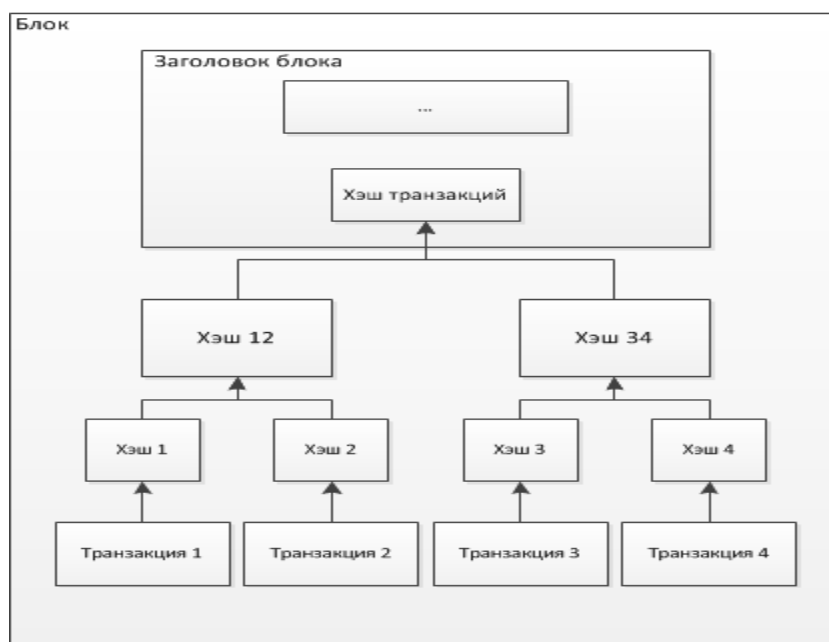 Блок
Заголовок блока
...
Хэш транзакций
Хэш 12
Хэш 34
Хэш 1
Хэш 2
Хэш 3
Хэш 4
Транзакция 1
Транзакция 2
Транзакция 3
Транзакция 4